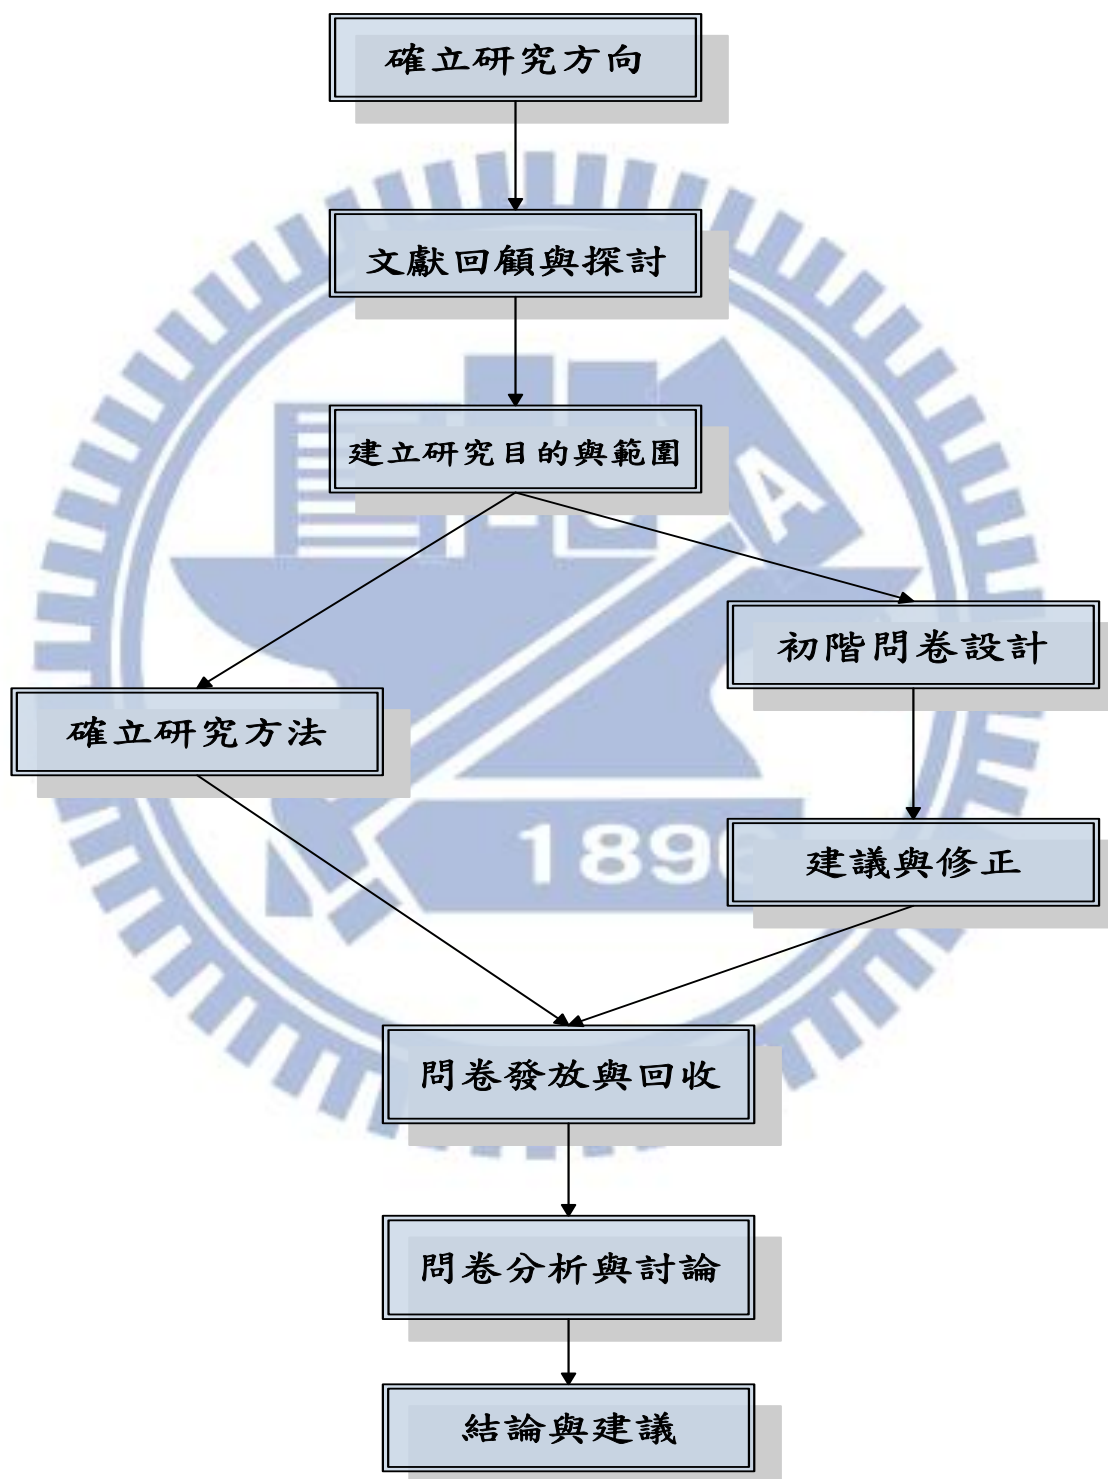 確立研究方向
文獻回顧與探討
建立研究目的與範圍
A
初階問卷設計
確立研究方法
建議與修正
1896
問卷發放與回收
問卷分析與討論
結論與建議